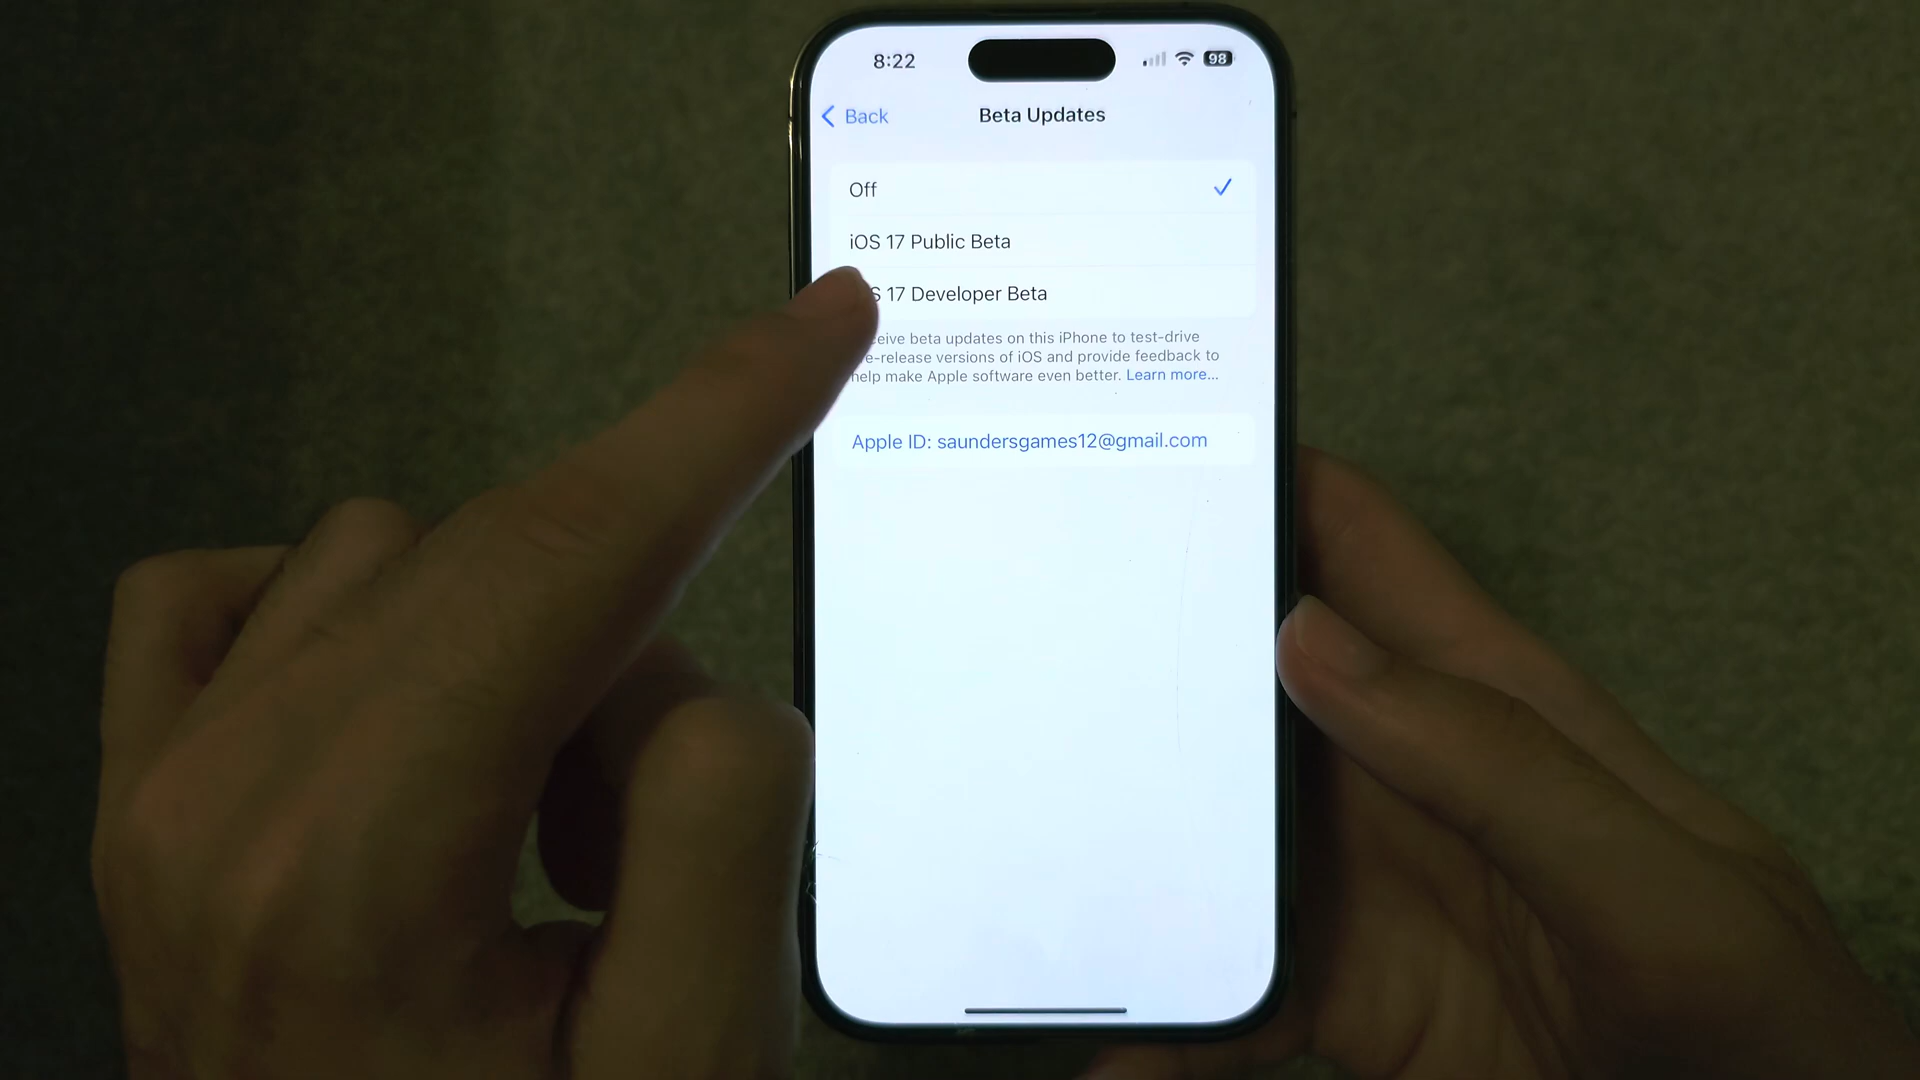 8:22
98
Back
Beta Updates
Off
iOS 17 Public Beta
S 17 Developer Beta
ceive beta updates on this iPhone to test-drive
e-release versions of iOS and provide feedback to
help make Apple software even better. Learn more...
Apple ID: saundersgames12@gmail.com